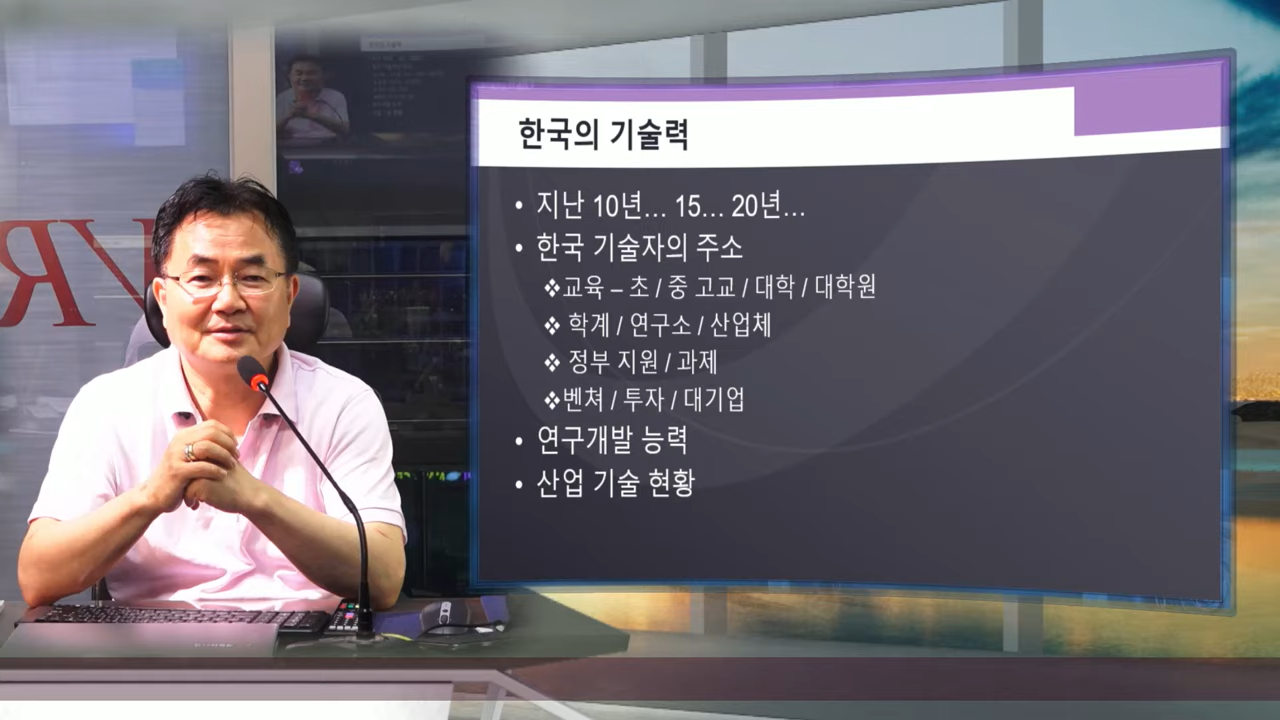 한국의 기술력
• 지난 10년... 15... 20년...
• 한국 기술자의 주소
❖교육 – 초 / 중 고교 / 대학 / 대학원
❖ 학계 / 연구소 / 산업체
❖ 정부 지원 / 과제
❖벤쳐 / 투자 / 대기업
• 연구개발 능력
• 산업 기술 현황